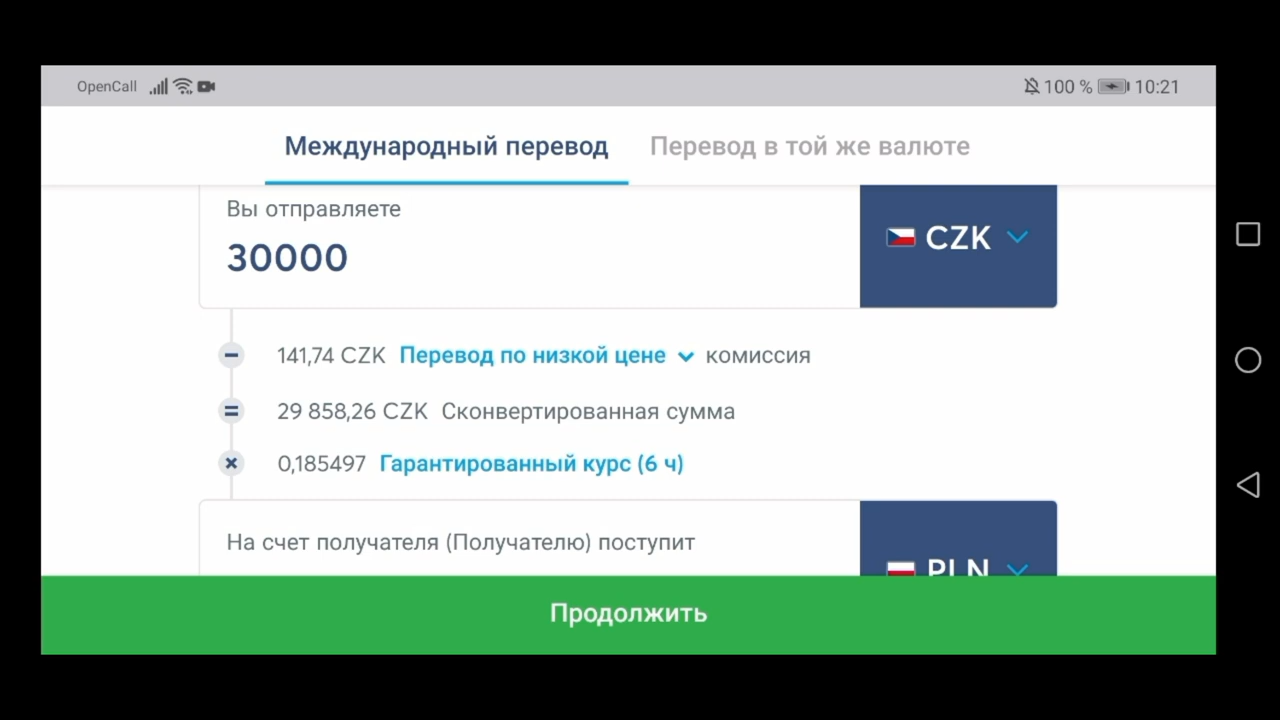 OpenCall 100 % 10:21
Международный перевод Перевод в той же валюте
Вы отправляете
30000 CZK
141,74 CZK Перевод по низкой цене комиссия
29 858,26 CZK Сконвертированная сумма
0,185497 Гарантированный курс (6 ч)
На счет получателя (Получателю) поступит
PLN
Продолжить